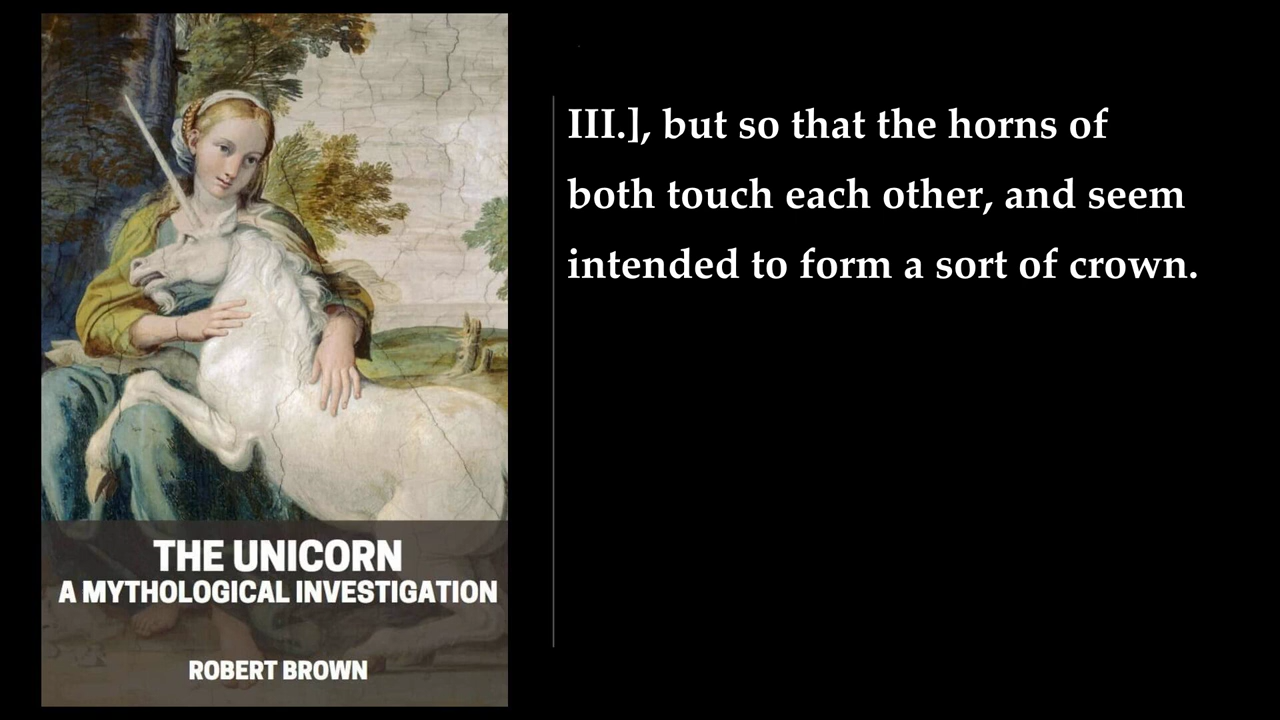 III.], but so that the horns of
both touch each other, and seem
intended to form a sort of crown.
THE UNICORN
A MYTHOLOGICAL INVESTIGATION
ROBERT BROWN